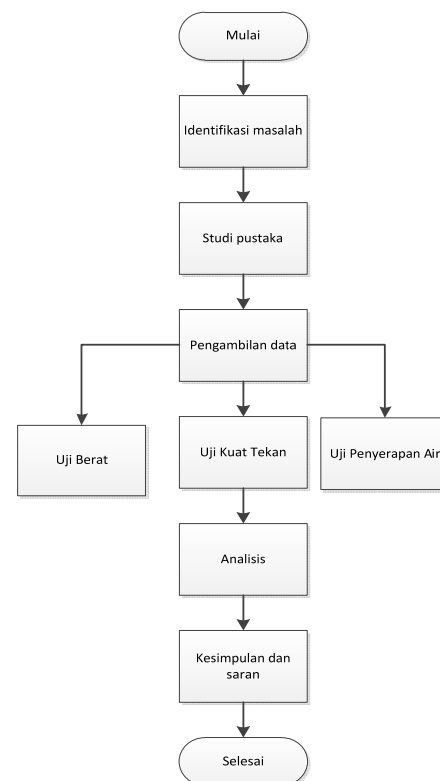 Mulai
Identifikasi masalah
Studi pustaka
Pengambilan data
Uji Berat
Uji Kuat Tekan
Uji Penyerapan Air
Analisis
Kesimpulan dan
saran
Selesai